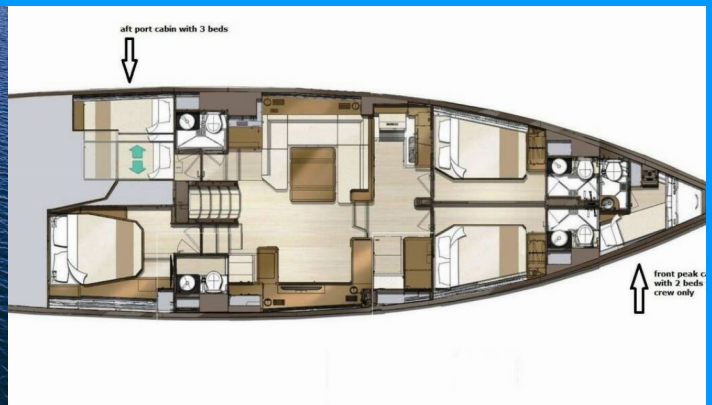 aft port cabin with 3 beds
front peak
with 2 beds
crew only